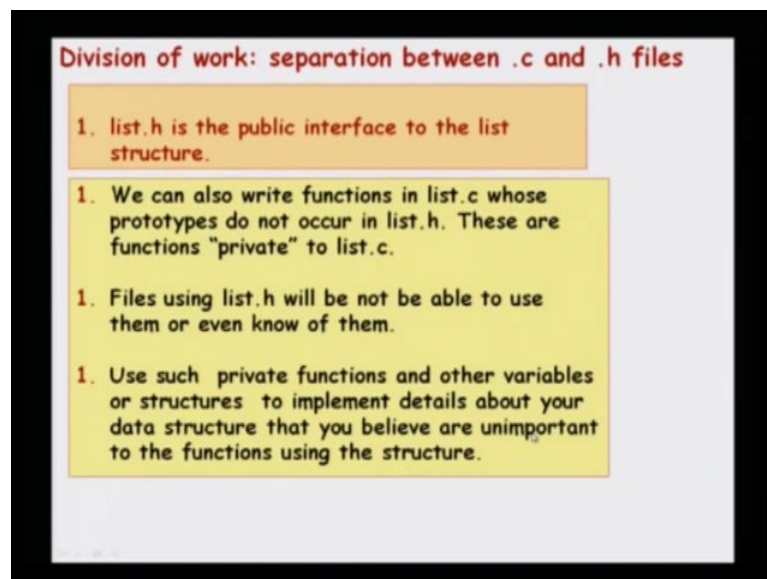 Division of work: separation between .c and .h files
1. list.h is the public interface to the list
structure.
1. We can also write functions in list.c whose
prototypes do not occur in list.h. These are
functions "private" to list.c.
1. Files using list.h will be not be able to use
them or even know of them.
1. Use such private functions and other variables
or structures to implement details about your
data structure that you believe are unimportant
to the functions using the structure.